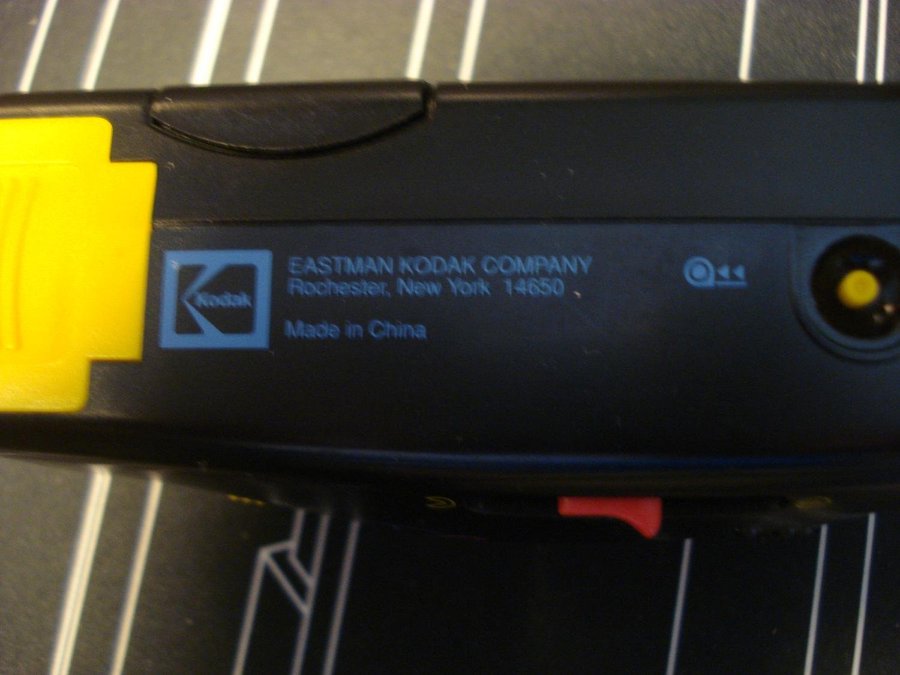 Kodak
EASTMAN KODAK COMPANY
Rochester, New York 14650
Made in China